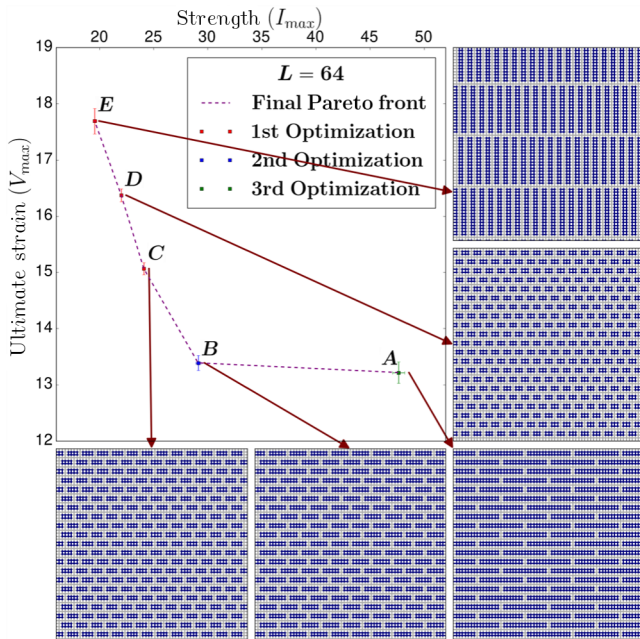 Strength (I_max)
20 25 30 35 40 45 50
19
18
17
16
15
14
13
12
Ultimate strain (V_max)
L = 64
Final Pareto front
1st Optimization
2nd Optimization
3rd Optimization
E
D
C
B
A